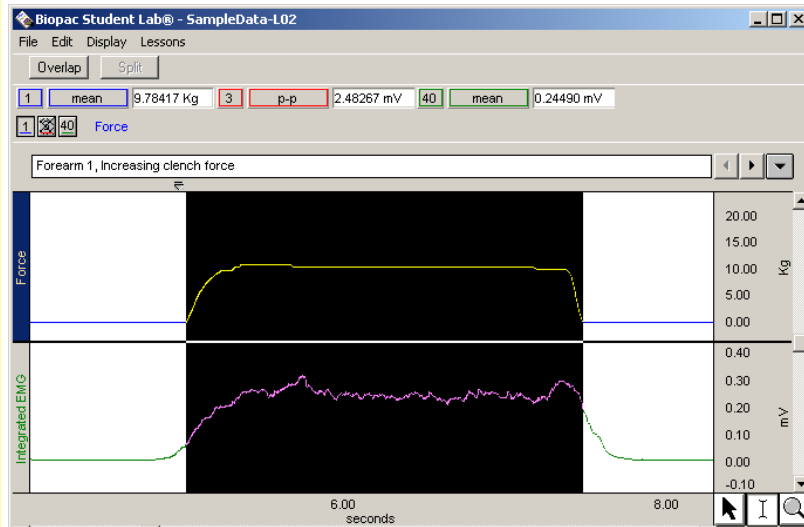 Biopac Student Lab® - SampleData-L02
File Edit Display Lessons
Overlap Split
1 mean 9.78417 Kg 3 p-p 2.48267 mV 40 mean 0.24490 mV
1 3 40 Force
Forearm 1, Increasing clench force
Force
20.00
15.00
10.00
5.00
0.00
Kg
Integrated EMG
0.40
0.30
0.20
0.10
0.00
-0.10
mV
6.00 8.00
seconds